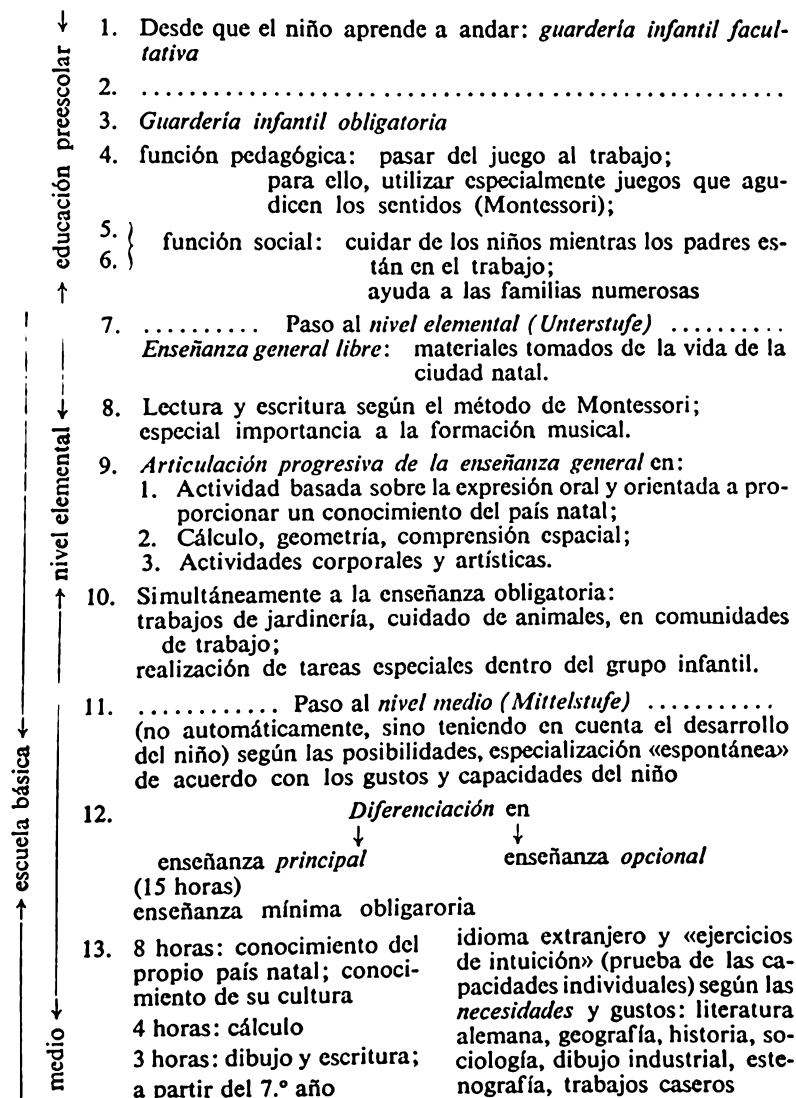 1. Desde que el niño aprende a andar: guardería infantil facul-
tativa
2. ......................................................
3. Guardería infantil obligatoria
4. función pedagógica: pasar del juego al trabajo;
para ello, utilizar especialmente juegos que agu-
dicen los sentidos (Montessori);
5. } función social: cuidar de los niños mientras los padres es-
6. } tán en el trabajo;
ayuda a las familias numerosas
7. .......... Paso al nivel elemental (Unterstufe) ..........
Enseñanza general libre: materiales tomados de la vida de la
ciudad natal.
8. Lectura y escritura según el método de Montessori;
especial importancia a la formación musical.
9. Articulación progresiva de la enseñanza general en:
1. Actividad basada sobre la expresión oral y orientada a pro-
porcionar un conocimiento del país natal;
2. Cálculo, geometría, comprensión espacial;
3. Actividades corporales y artísticas.
10. Simultáneamente a la enseñanza obligatoria:
trabajos de jardinería, cuidado de animales, en comunidades
de trabajo;
realización de tareas especiales dentro del grupo infantil.
11. ............ Paso al nivel medio (Mittelstufe) ...........
(no automáticamente, sino teniendo en cuenta el desarrollo
del niño) según las posibilidades, especialización «espontánea»
de acuerdo con los gustos y capacidades del niño
12. Diferenciación en
↓ ↓
enseñanza principal enseñanza opcional
(15 horas)
enseñanza mínima obligaroria
13. 8 horas: conocimiento del
propio país natal; conoci-
miento de su cultura
4 horas: cálculo
3 horas: dibujo y escritura;
a partir del 7.º año
idioma extranjero y «ejercicios
de intuición» (prueba de las ca-
pacidades individuales) según las
necesidades y gustos: literatura
alemana, geografía, historia, so-
ciología, dibujo industrial, este-
nografía, trabajos caseros
↑ educación preescolar ↓
↑ nivel elemental ↓
↑ escuela básica ↓
medio ↓